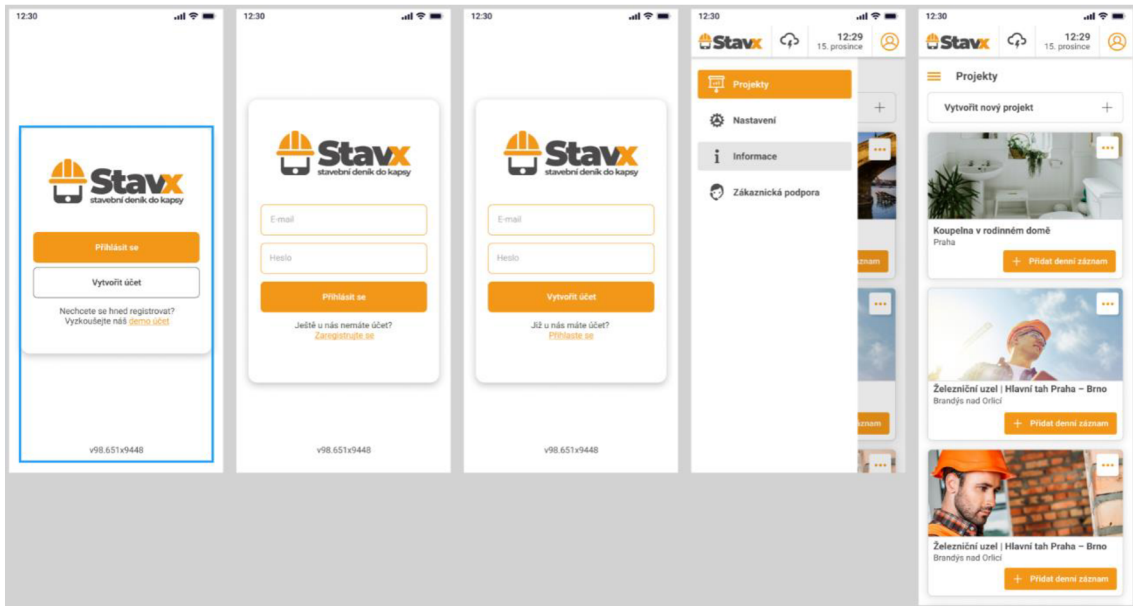 12:30
Stavx
stavební deník do kapsy
Přihlásit se
Vytvořit účet
Nechcete se hned registrovat?
Vyzkoušejte náš demo účet
v98.651x9448
12:30
Stavx
stavební deník do kapsy
E-mail
Heslo
Přihlásit se
Ještě u nás nemáte účet?
Zaregistrujte se
v98.651x9448
12:30
Stavx
stavební deník do kapsy
E-mail
Heslo
Vytvořit účet
Již u nás máte účet?
Přihlaste se
v98.651x9448
12:30
Stavx
12:29
15. prosince
Projekty
Nastavení
Informace
Zákaznická podpora
áznam
áznam
12:30
Stavx
12:29
15. prosince
Projekty
Vytvořit nový projekt
Koupelna v rodinném domě
Praha
Přidat denní záznam
Železniční uzel | Hlavní tah Praha – Brno
Brandýs nad Orlicí
Přidat denní záznam
Železniční uzel | Hlavní tah Praha – Brno
Brandýs nad Orlicí
Přidat denní záznam